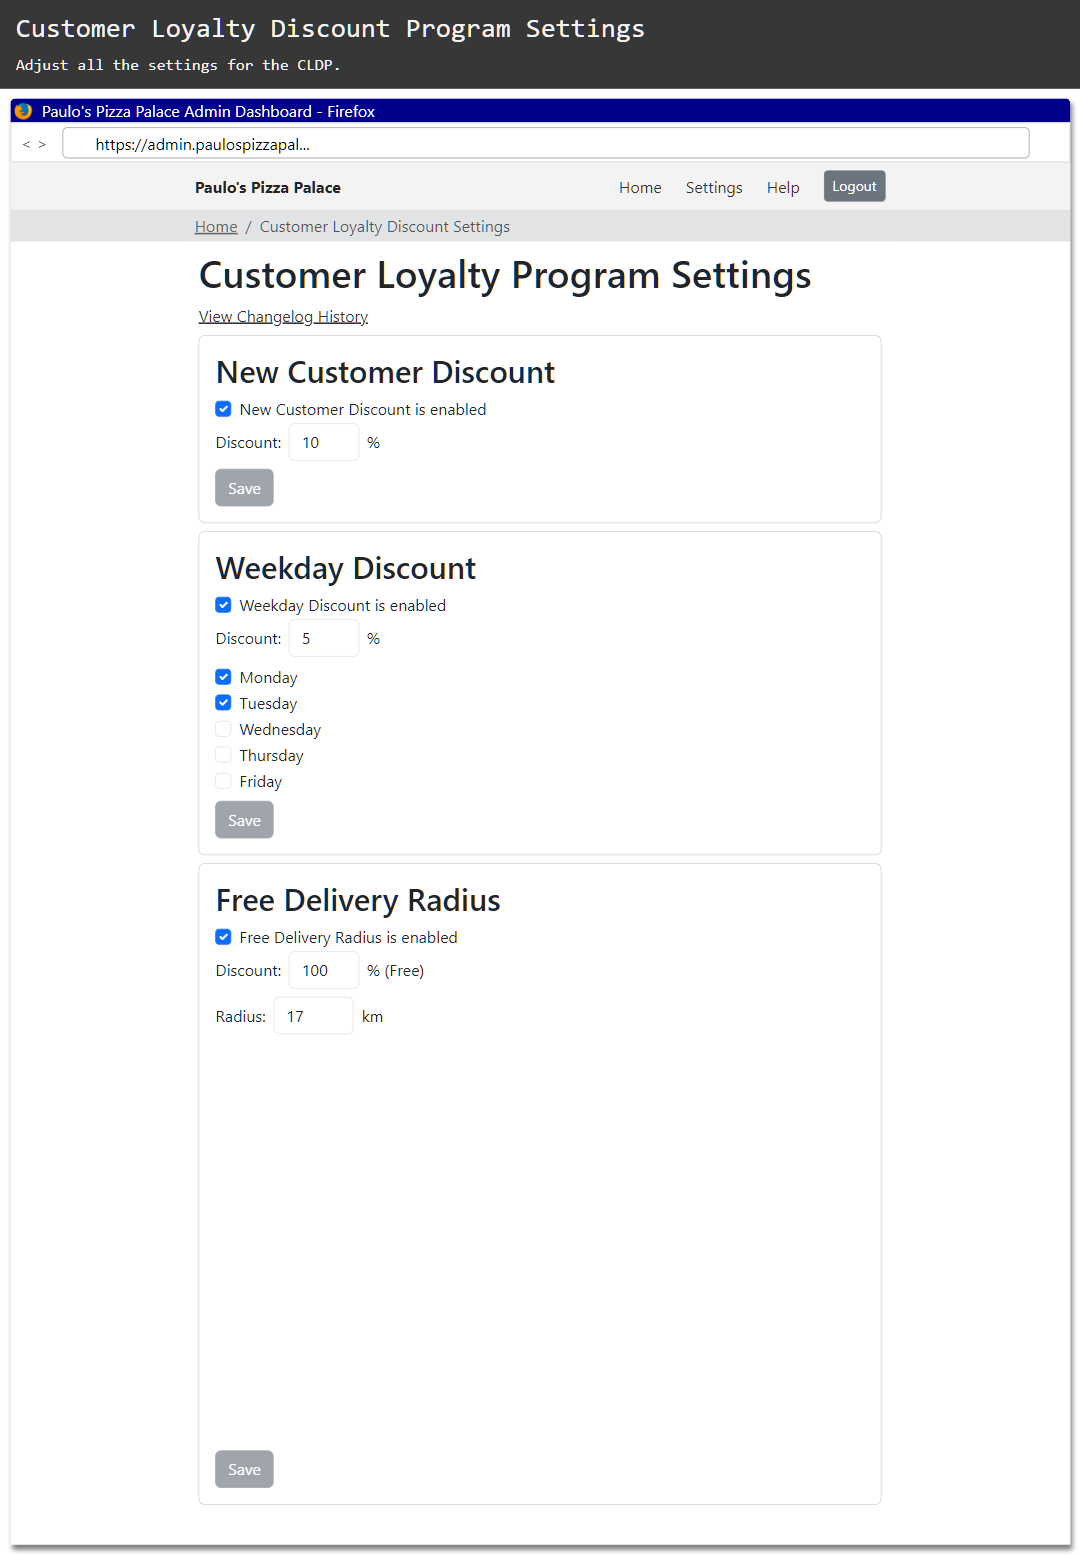 Customer Loyalty Discount Program Settings
Adjust all the settings for the CLDP.
Paulo's Pizza Palace Admin Dashboard - Firefox
< > https://admin.paulospizzapal...
Paulo's Pizza Palace Home Settings Help Logout
Home / Customer Loyalty Discount Settings
Customer Loyalty Program Settings
View Changelog History
New Customer Discount
New Customer Discount is enabled
Discount: 10 %
Save
Weekday Discount
Weekday Discount is enabled
Discount: 5 %
Monday
Tuesday
Wednesday
Thursday
Friday
Save
Free Delivery Radius
Free Delivery Radius is enabled
Discount: 100 % (Free)
Radius: 17 km
Save